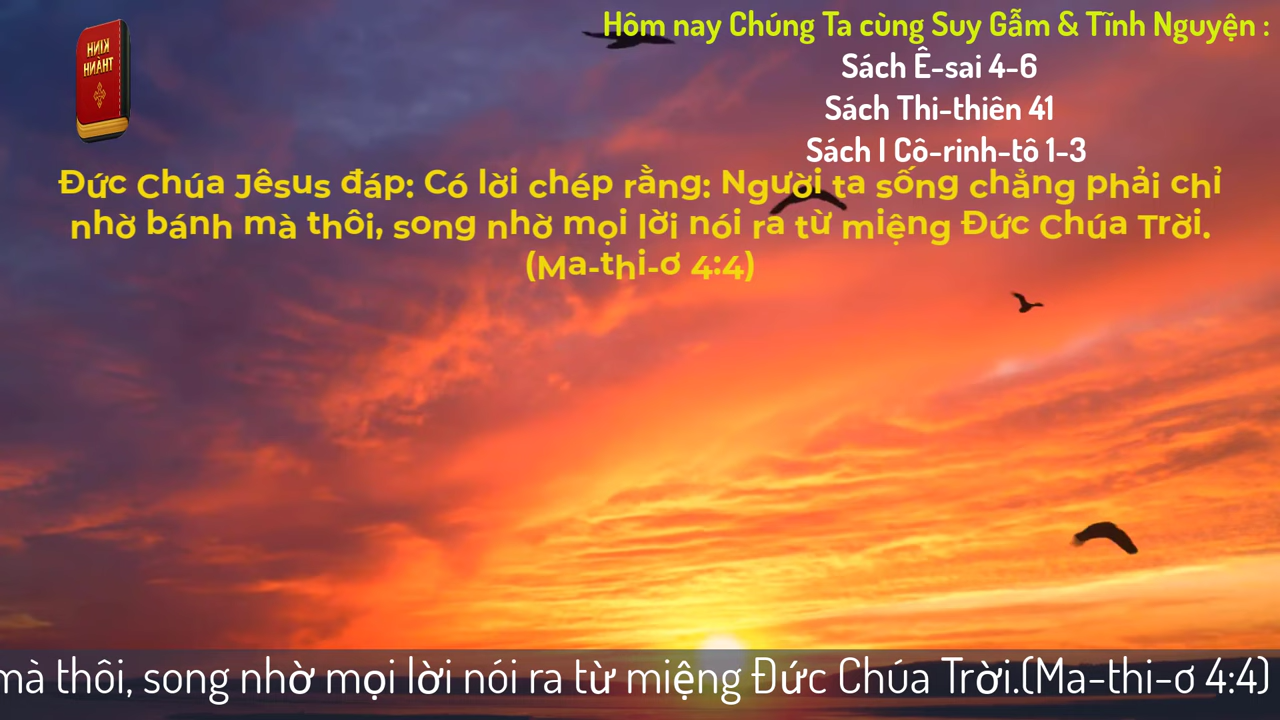 KINH
THÁNH
Hôm nay Chúng Ta cùng Suy Gẫm & Tĩnh Nguyện :
Sách Ê-sai 4-6
Sách Thi-thiên 41
Sách I Cô-rinh-tô 1-3
Đức Chúa Jêsus đáp: Có lời chép rằng: Người ta sống chẳng phải chỉ
nhờ bánh mà thôi, song nhờ mọi lời nói ra từ miệng Đức Chúa Trời.
(Ma-thi-ơ 4:4)
mà thôi, song nhờ mọi lời nói ra từ miệng Đức Chúa Trời.(Ma-thi-ơ 4:4)